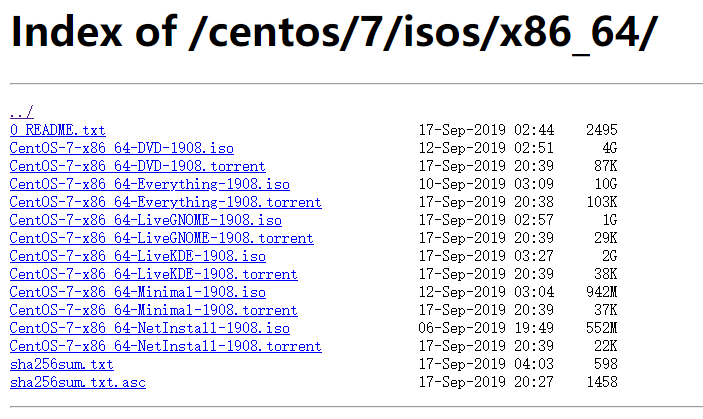 Index of /centos/7/isos/x86_64/
../
0_README.txt 17-Sep-2019 02:44 2495
CentOS-7-x86_64-DVD-1908.iso 12-Sep-2019 02:51 4G
CentOS-7-x86_64-DVD-1908.torrent 17-Sep-2019 20:39 87K
CentOS-7-x86_64-Everything-1908.iso 10-Sep-2019 03:09 10G
CentOS-7-x86_64-Everything-1908.torrent 17-Sep-2019 20:38 103K
CentOS-7-x86_64-LiveGNOME-1908.iso 17-Sep-2019 02:57 1G
CentOS-7-x86_64-LiveGNOME-1908.torrent 17-Sep-2019 20:39 29K
CentOS-7-x86_64-LiveKDE-1908.iso 17-Sep-2019 03:27 2G
CentOS-7-x86_64-LiveKDE-1908.torrent 17-Sep-2019 20:39 38K
CentOS-7-x86_64-Minimal-1908.iso 12-Sep-2019 03:04 942M
CentOS-7-x86_64-Minimal-1908.torrent 17-Sep-2019 20:39 37K
CentOS-7-x86_64-NetInstall-1908.iso 06-Sep-2019 19:49 552M
CentOS-7-x86_64-NetInstall-1908.torrent 17-Sep-2019 20:39 22K
sha256sum.txt 17-Sep-2019 04:03 598
sha256sum.txt.asc 17-Sep-2019 20:27 1458